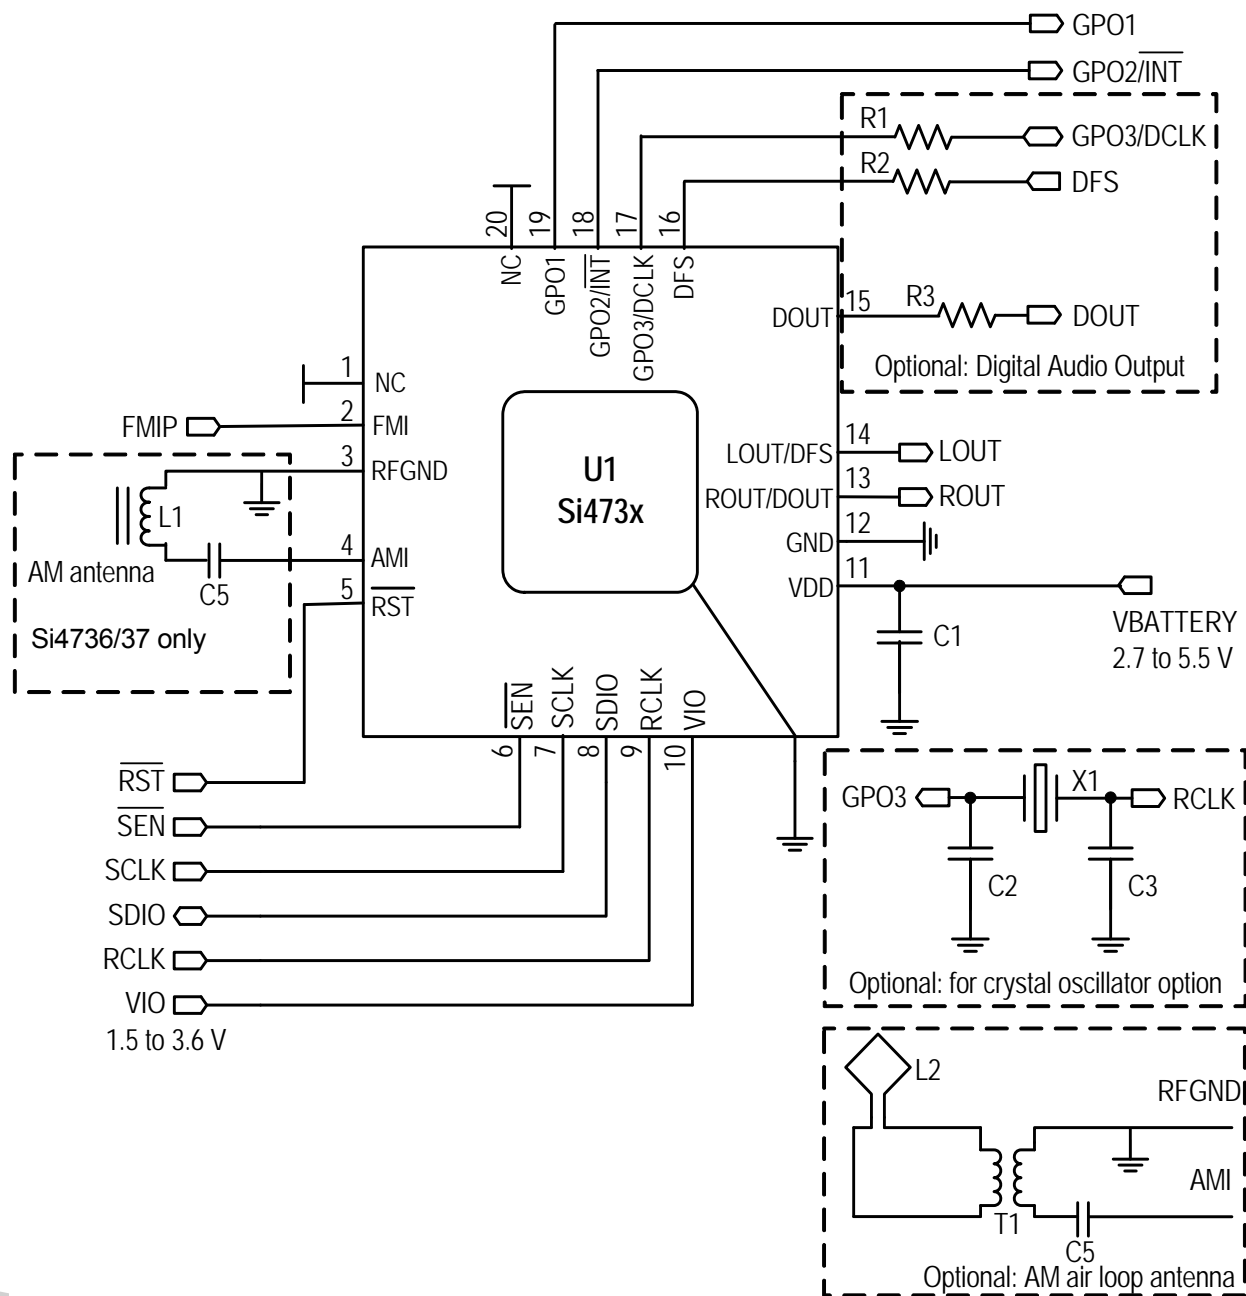 GPO1
GPO2/INT
R1
GPO3/DCLK
R2
DFS
20
19
18
17
16
NC
GPO1
GPO2/INT
GPO3/DCLK
DFS
DOUT
15
R3
DOUT
Optional: Digital Audio Output
1
NC
FMIP
2
FMI
3
RFGND
L1
AM antenna
C5
4
AMI
5
RST
Si4736/37 only
U1
Si473x
LOUT/DFS
14
LOUT
ROUT/DOUT
13
ROUT
GND
12
VDD
11
C1
VBATTERY
2.7 to 5.5 V
SEN
SCLK
SDIO
RCLK
VIO
6
7
8
9
10
RST
SEN
SCLK
SDIO
RCLK
VIO
1.5 to 3.6 V
GPO3
X1
RCLK
C2
C3
Optional: for crystal oscillator option
L2
RFGND
AMI
T1
C5
Optional: AM air loop antenna